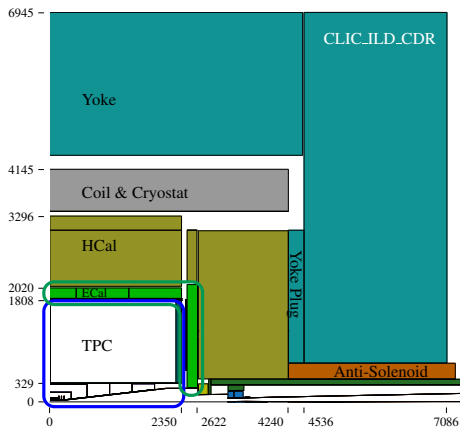 6945
CLIC_ILD_CDR
Yoke
4145
Coil & Cryostat
3296
HCal
2020
ECal
1808
Yoke Plug
TPC
Anti-Solenoid
329
0
0 2350 2622 4240 4536 7086